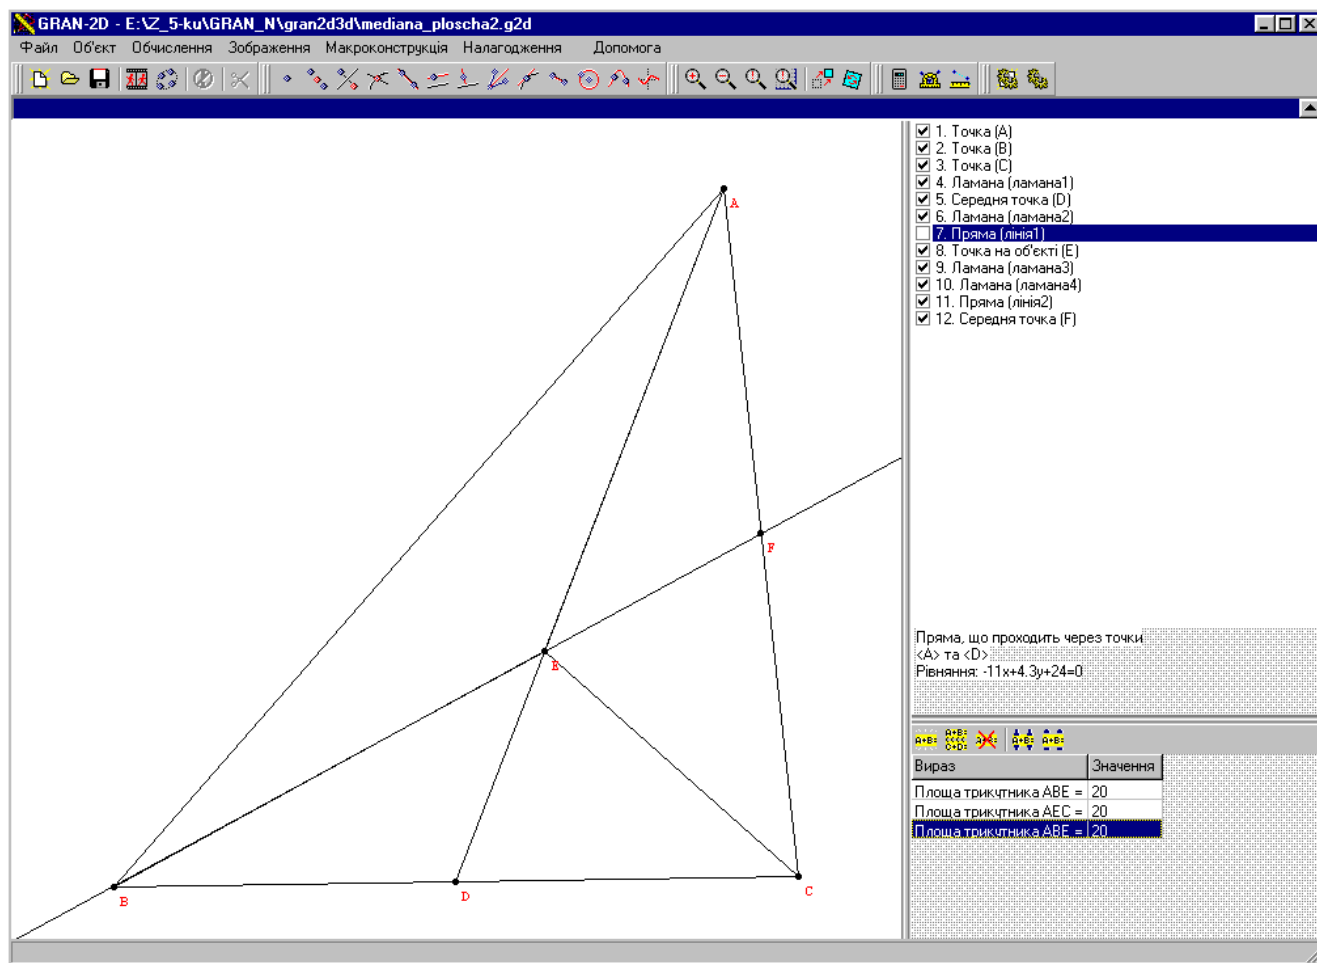 GRAN-2D - E:\Z_5-ku\GRAN_N\gran2d3d\mediana_ploscha2.g2d
Файл Об'єкт Обчислення Зображення Макроконструкція Налагодження Допомога
1. Точка (A)
2. Точка (B)
3. Точка (C)
4. Ламана (ламана1)
5. Середня точка (D)
6. Ламана (ламана2)
7. Пряма (лінія1)
8. Точка на об'єкті (E)
9. Ламана (ламана3)
10. Ламана (ламана4)
11. Пряма (лінія2)
12. Середня точка (F)
A
F
E
B
D
C
Пряма, що проходить через точки
<A> та <D>
Рівняння: -11x+4.3y+24=0
A+B= A+B= <<<< C+D= A+B= A+B= A+B=
Вираз Значення
Площа трикутника ABE = 20
Площа трикутника AEC = 20
Площа трикутника ABE = 20